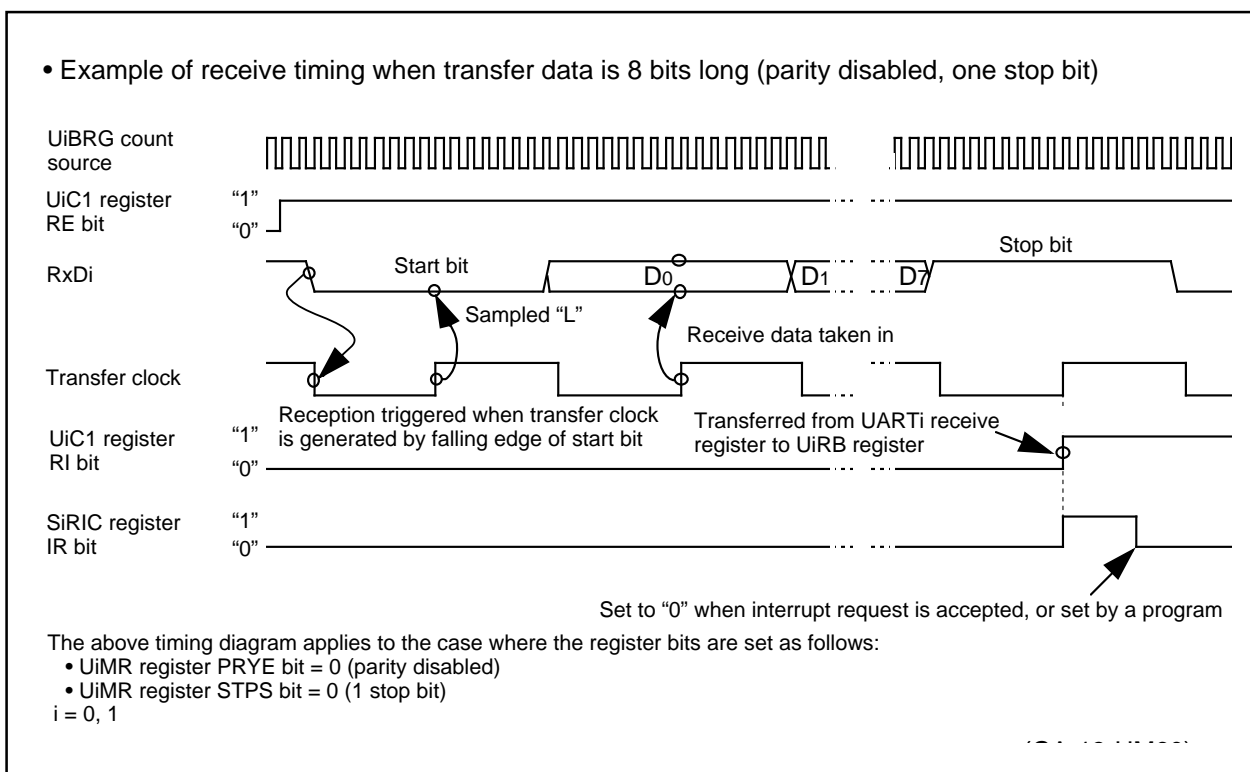 • Example of receive timing when transfer data is 8 bits long (parity disabled, one stop bit)
UiBRG count
source
UiC1 register
RE bit
“1”
“0”
RxDi
Start bit
D0
D1
D7
Stop bit
Sampled “L”
Receive data taken in
Transfer clock
Reception triggered when transfer clock
is generated by falling edge of start bit
Transferred from UARTi receive
register to UiRB register
UiC1 register
RI bit
“1”
“0”
SiRIC register
IR bit
“1”
“0”
Set to “0” when interrupt request is accepted, or set by a program
The above timing diagram applies to the case where the register bits are set as follows:
• UiMR register PRYE bit = 0 (parity disabled)
• UiMR register STPS bit = 0 (1 stop bit)
i = 0, 1